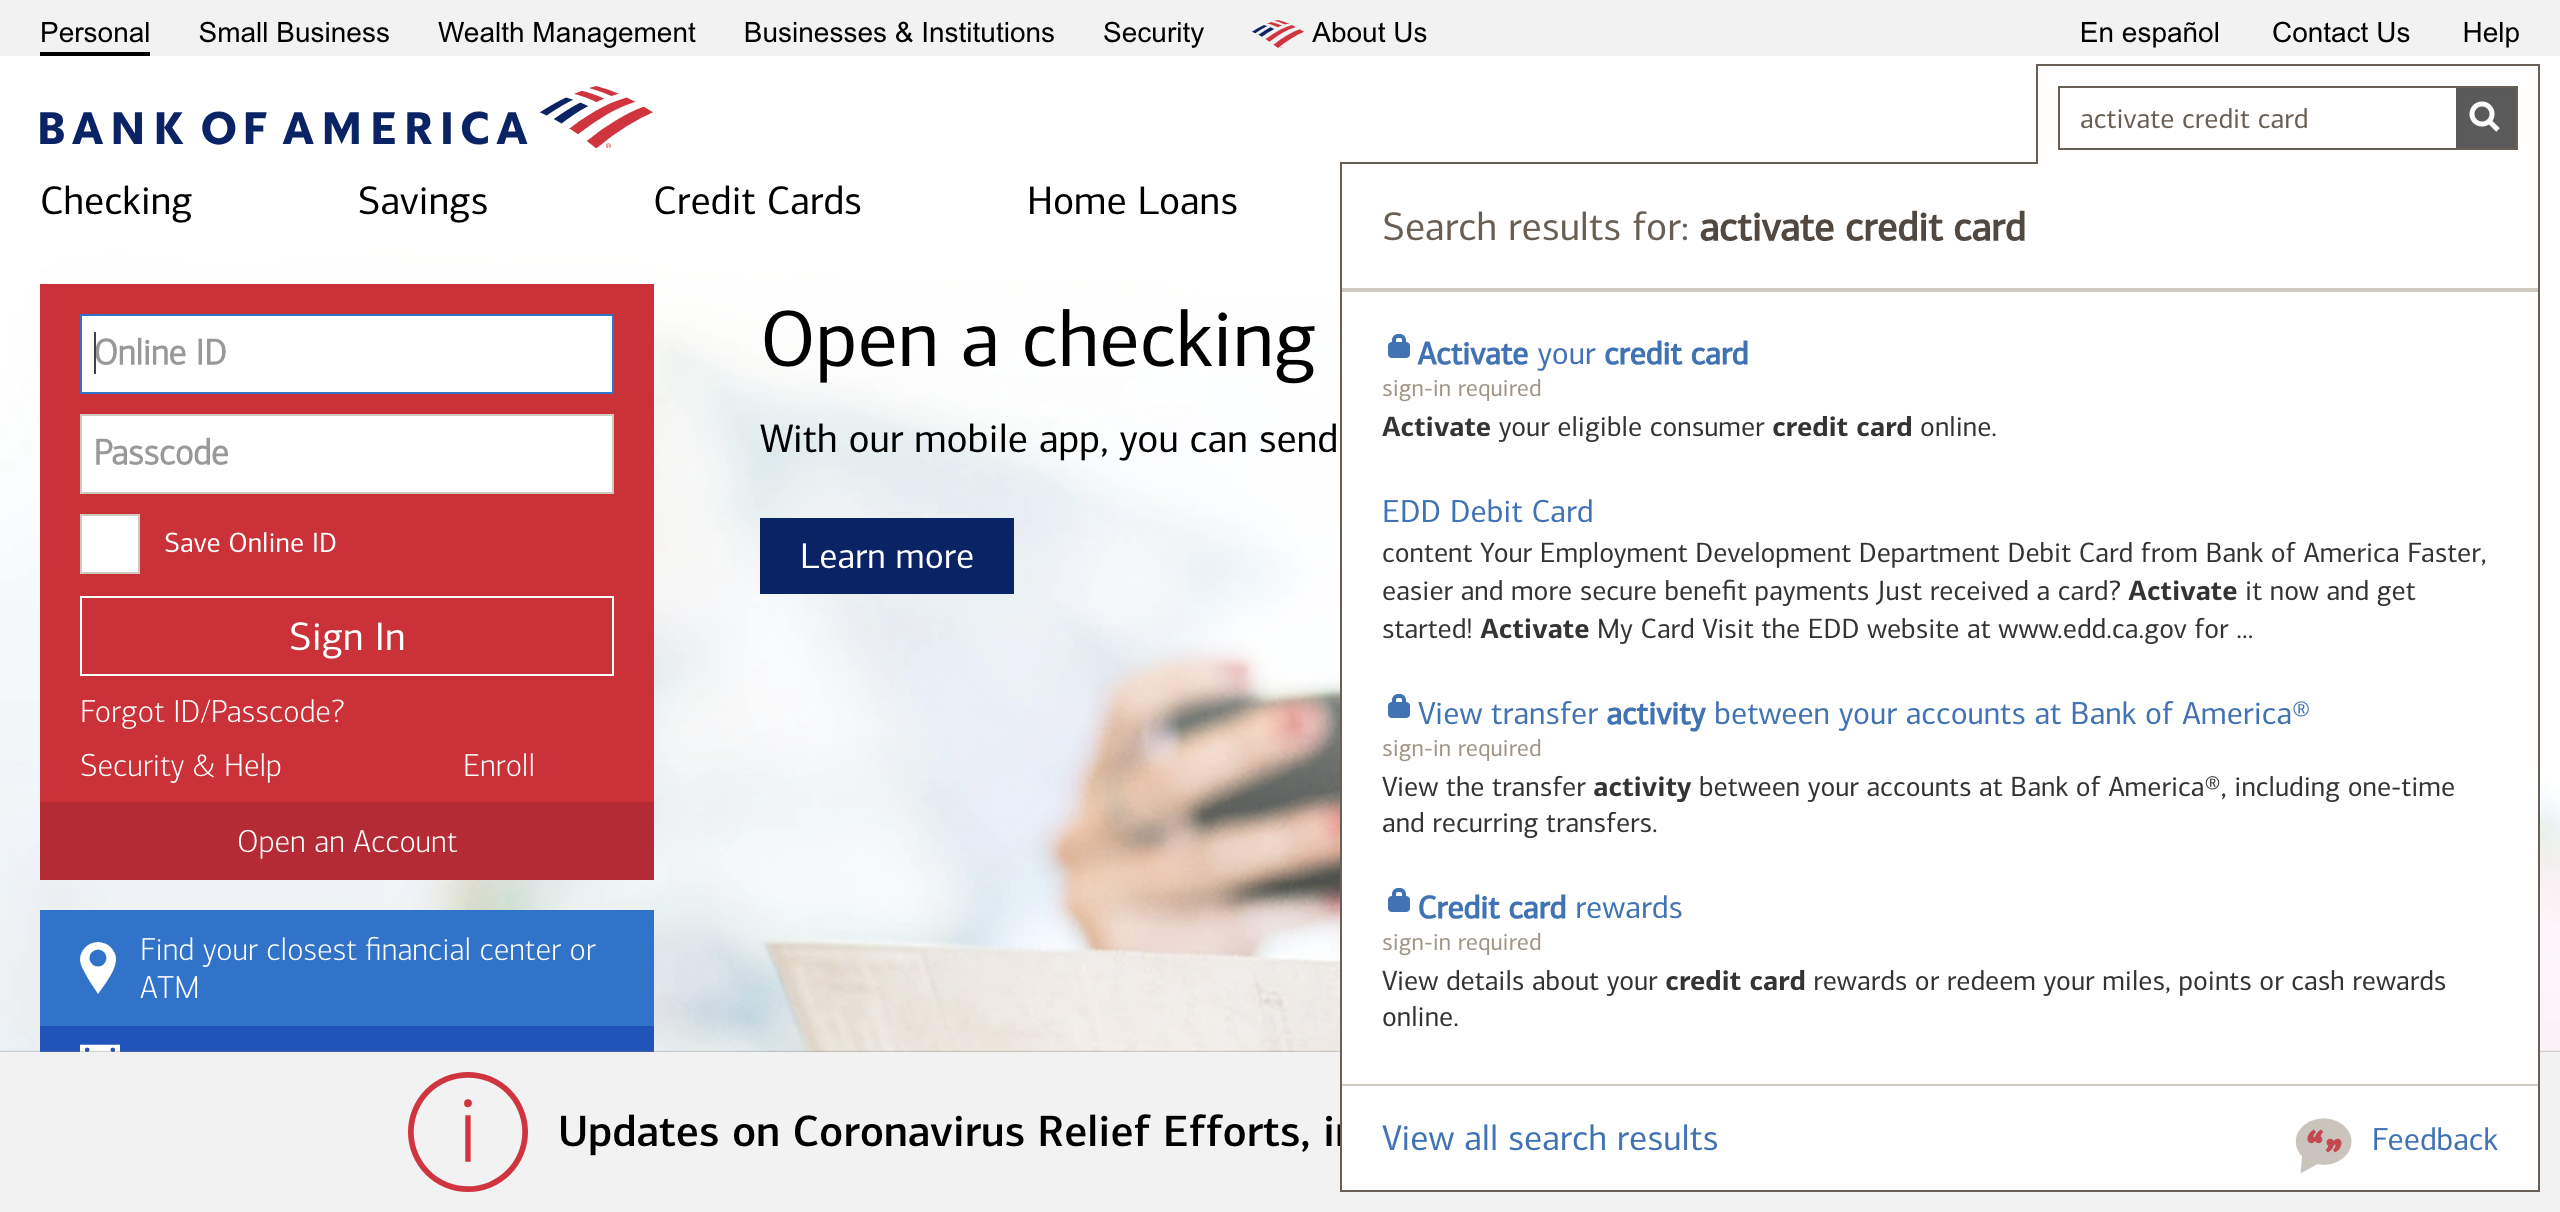 Personal Small Business Wealth Management Businesses & Institutions Security About Us En español Contact Us Help
BANK OF AMERICA ®
activate credit card
Checking Savings Credit Cards Home Loans
Search results for: activate credit card
Online ID
Passcode
Save Online ID
Sign In
Forgot ID/Passcode?
Security & Help Enroll
Open an Account
Find your closest financial center or
ATM
Open a checking
With our mobile app, you can send
Learn more
Activate your credit card
sign-in required
Activate your eligible consumer credit card online.
EDD Debit Card
content Your Employment Development Department Debit Card from Bank of America Faster,
easier and more secure benefit payments Just received a card? Activate it now and get
started! Activate My Card Visit the EDD website at www.edd.ca.gov for ...
View transfer activity between your accounts at Bank of America®
sign-in required
View the transfer activity between your accounts at Bank of America®, including one-time
and recurring transfers.
Credit card rewards
sign-in required
View details about your credit card rewards or redeem your miles, points or cash rewards
online.
View all search results
Feedback
Updates on Coronavirus Relief Efforts,